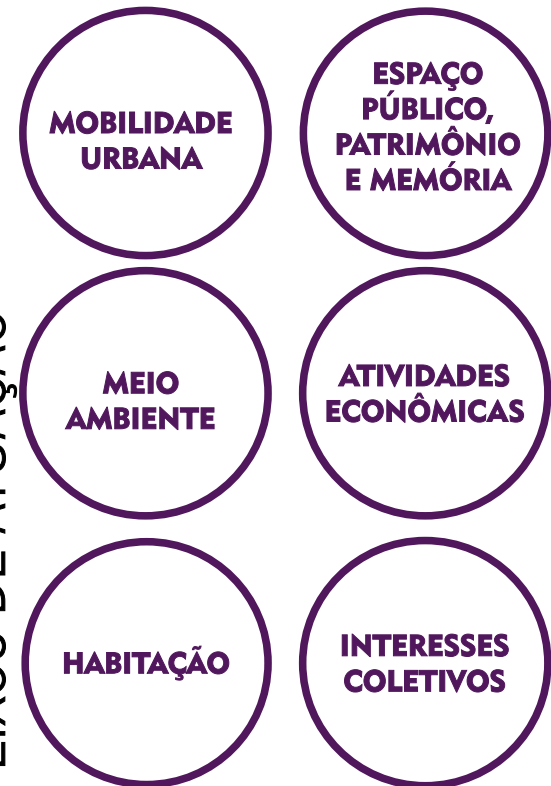 MOBILIDADE
URBANA
ESPAÇO
PÚBLICO,
PATRIMÔNIO
E MEMÓRIA
MEIO
AMBIENTE
ATIVIDADES
ECONÔMICAS
HABITAÇÃO
INTERESSES
COLETIVOS